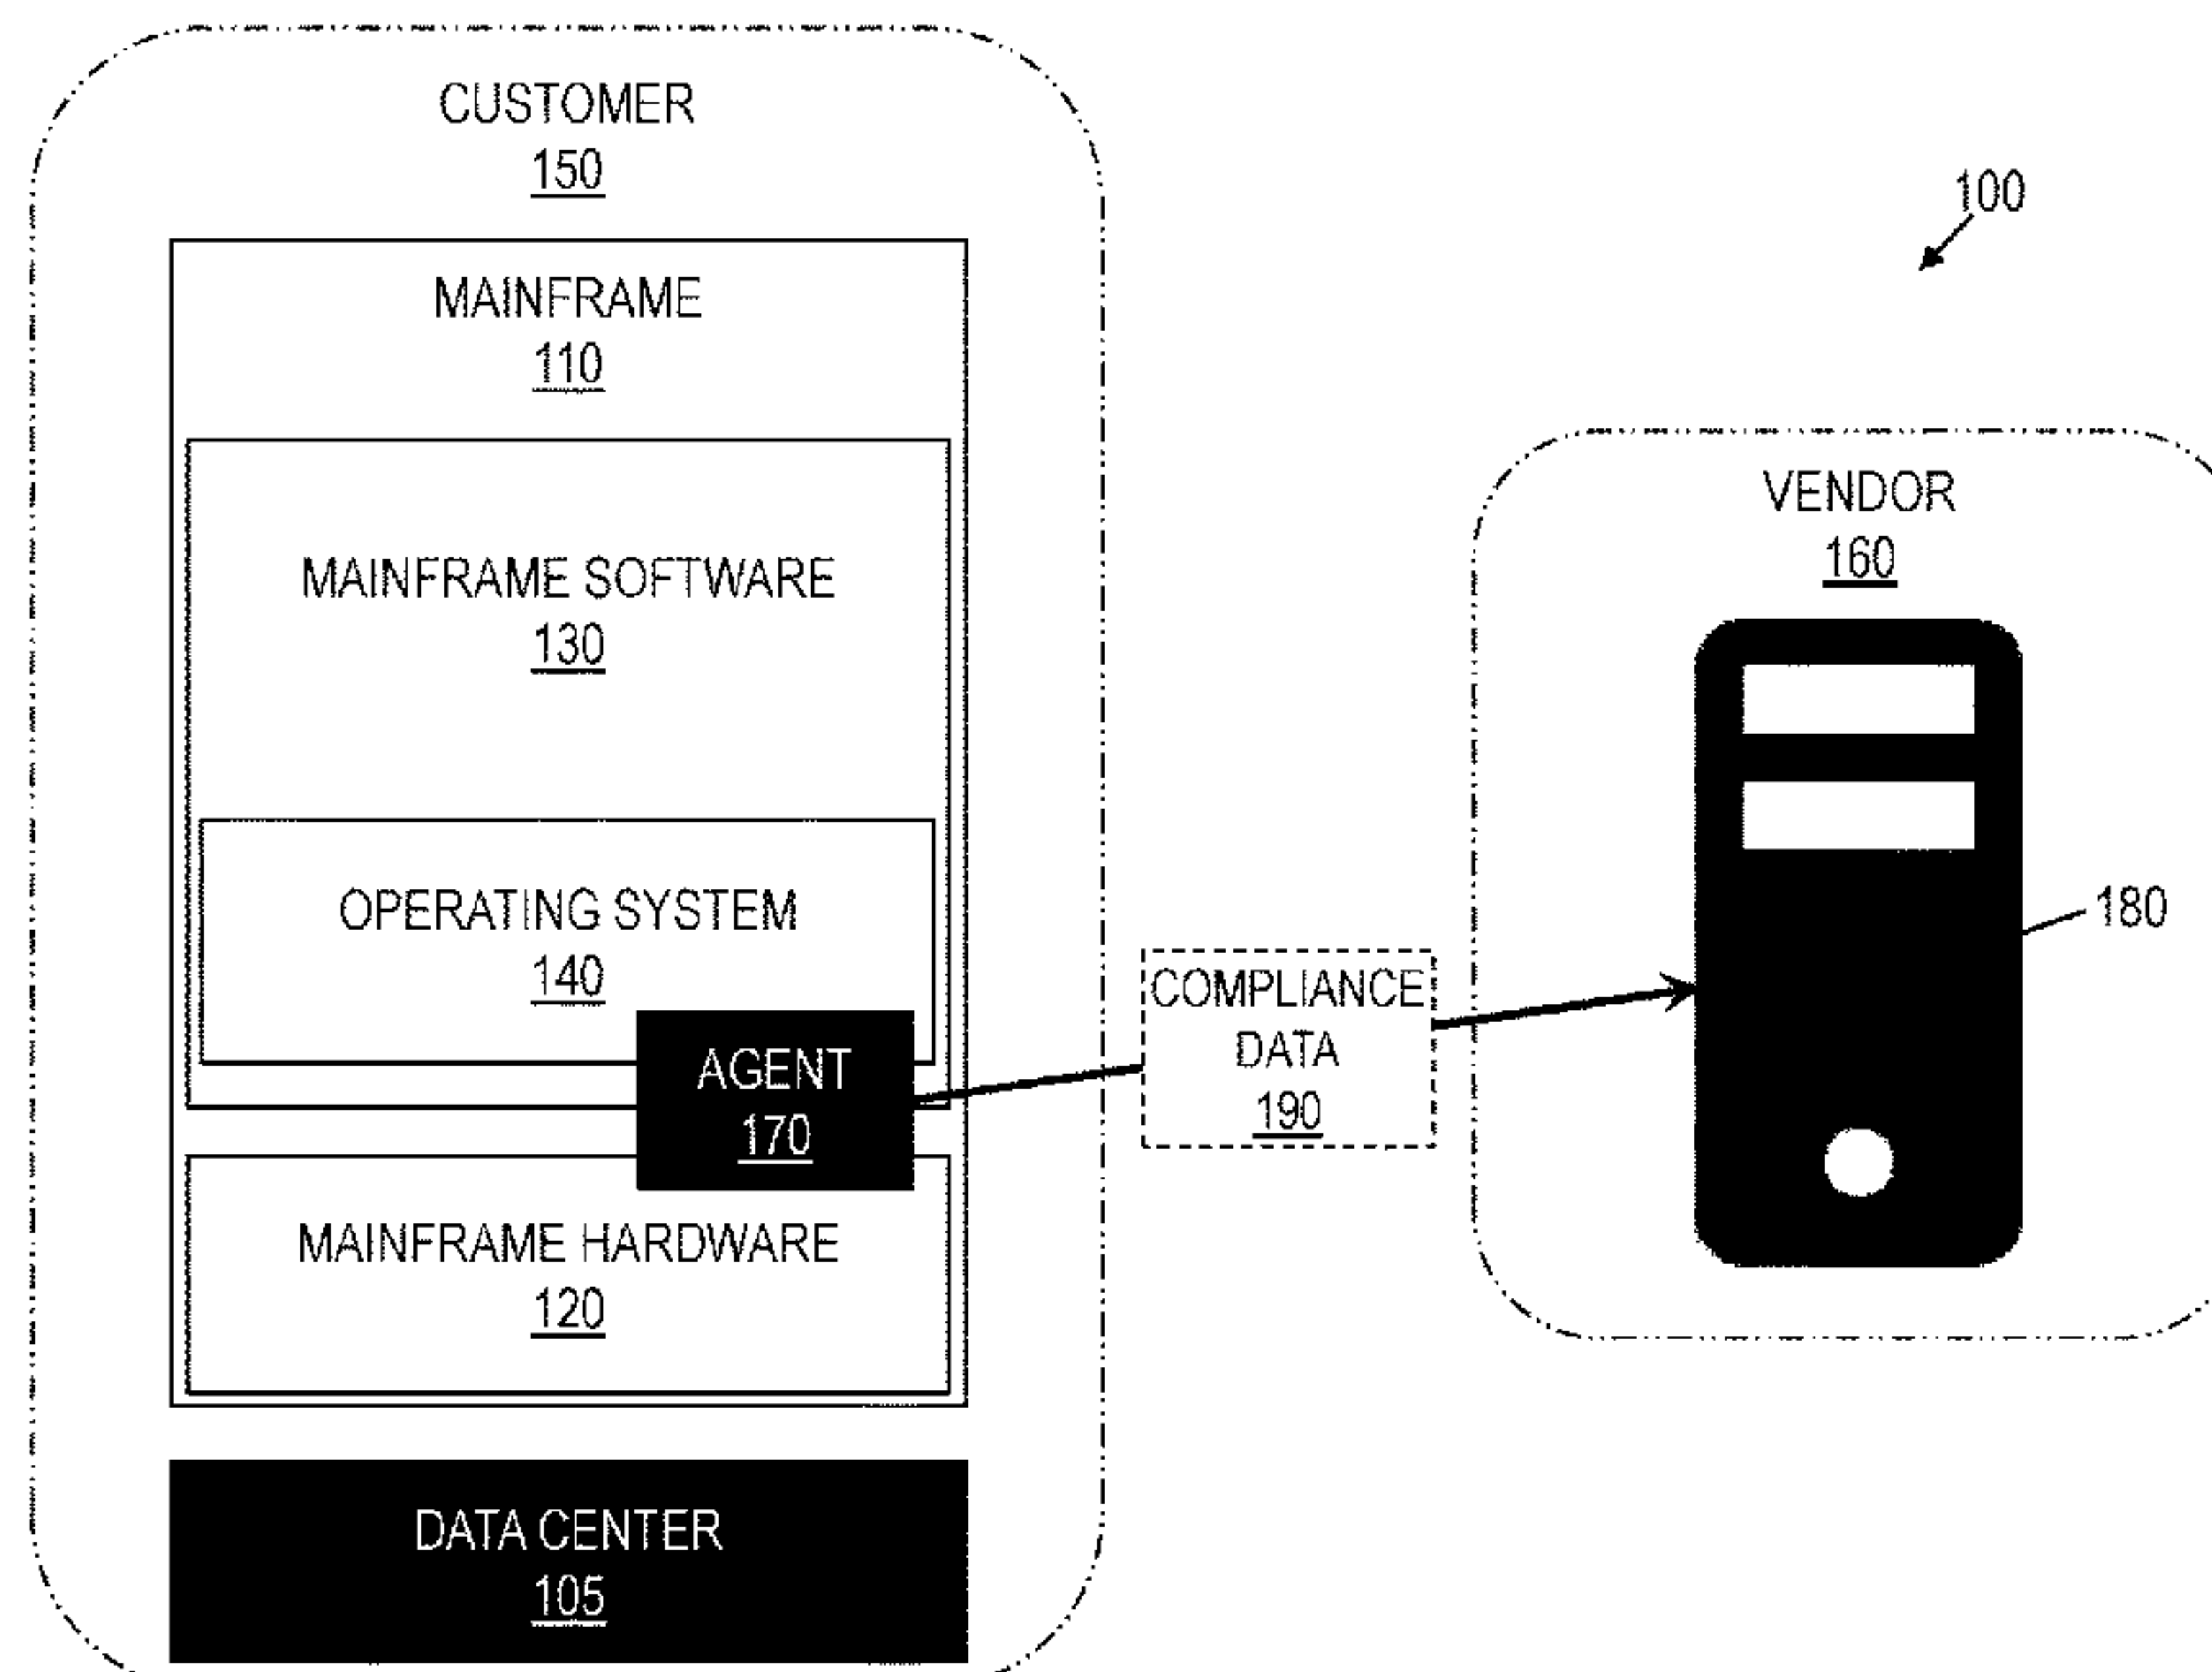 CUSTOMER
150
100
MAINFRAME
110
MAINFRAME SOFTWARE
130
OPERATING SYSTEM
140
AGENT
170
MAINFRAME HARDWARE
120
DATA CENTER
105
COMPLIANCE
DATA
190
VENDOR
160
180